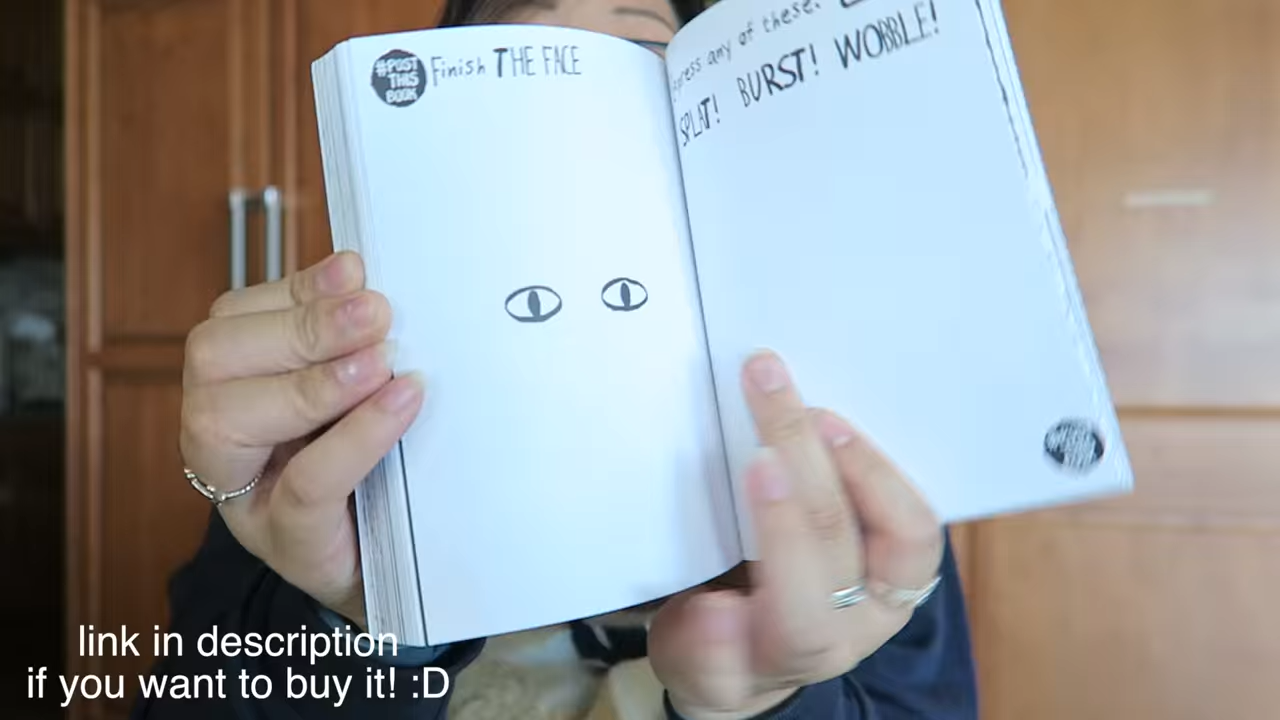 #POST
THIS
BOOK
Finish THE FACE
any of these.
SPLAT! BURST! WOBBLE!
link in description
if you want to buy it! :D